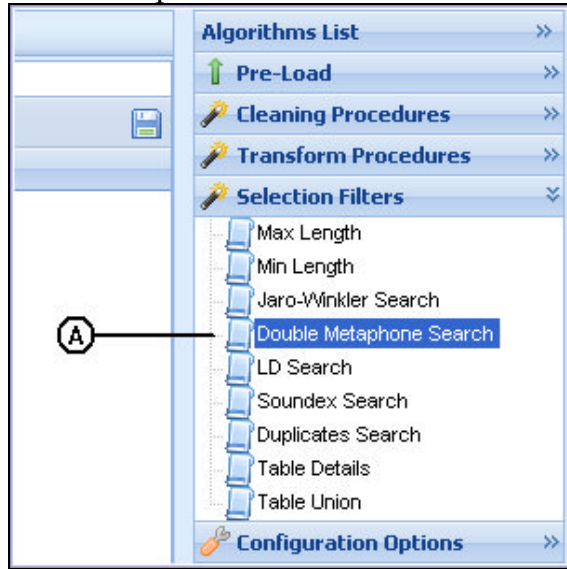 Algorithms List
Pre-Load
Cleaning Procedures
Transform Procedures
Selection Filters
Max Length
Min Length
Jaro-Winkler Search
A
Double Metaphone Search
LD Search
Soundex Search
Duplicates Search
Table Details
Table Union
Configuration Options